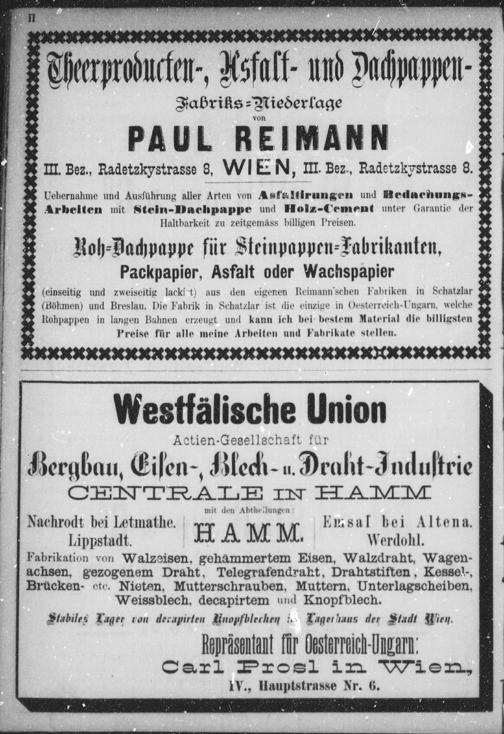 II
Theerproducten-, Asfalt- und Dachpappen-
Fabriks-Niederlage
von
PAUL REIMANN
III. Bez., Radetzkystrasse 8, WIEN, III. Bez., Radetzkystrasse 8.
Uebernahme und Ausführung aller Arten von Asfaltirungen und Bedachungs-
Arbeiten mit Stein-Dachpappe und Holz-Cement unter Garantie der
Haltbarkeit zu zeitgemäss billigen Preisen.
Roh-Dachpappe für Steinpappen-Fabrikanten,
Packpapier, Asfalt oder Wachspapier
(einseitig und zweiseitig lackirt) aus den eigenen Reimann'schen Fabriken in Schatzlar
(Böhmen) und Breslau. Die Fabrik in Schatzlar ist die einzige in Oesterreich-Ungarn, welche
Rohpappen in langen Bahnen erzeugt und kann ich bei bestem Material die billigsten
Preise für alle meine Arbeiten und Fabrikate stellen.
Westfälische Union
Actien-Gesellschaft für
Bergbau, Eisen-, Blech- u. Draht-Industrie
CENTRALE IN HAMM
mit den Abtheilungen:
Nachrodt bei Letmathe. HAMM. Emsal bei Altena.
Lippstadt. Werdohl.
Fabrikation von Walzeisen, gehämmertem Eisen, Walzdraht, Wagen-
achsen, gezogenem Draht, Telegrafendraht, Drahtstiften, Kessel-,
Brücken- etc. Nieten, Mutterschrauben, Muttern, Unterlagscheiben,
Weissblech, decapirtem und Knopfblech.
Stabiles Lager von decapirten Knopfblechen im Lagerhaus der Stadt Wien.
Repräsentant für Oesterreich-Ungarn:
Carl Prosl in Wien,
IV., Hauptstrasse Nr. 6.